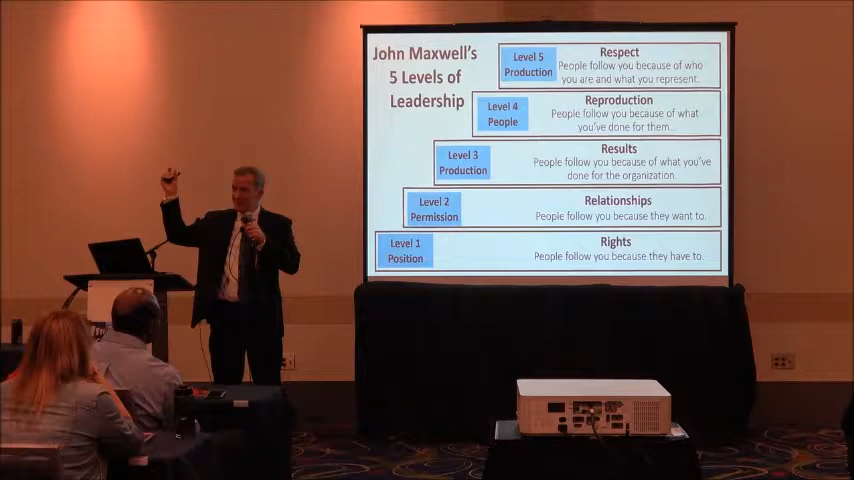 John Maxwell's
5 Levels of
Leadership
Level 5
Production
Respect
People follow you because of who
you are and what you represent.
Level 4
People
Reproduction
People follow you because of what
you've done for them.
Level 3
Production
Results
People follow you because of what you've
done for the organization.
Level 2
Permission
Relationships
People follow you because they want to.
Level 1
Position
Rights
People follow you because they have to.